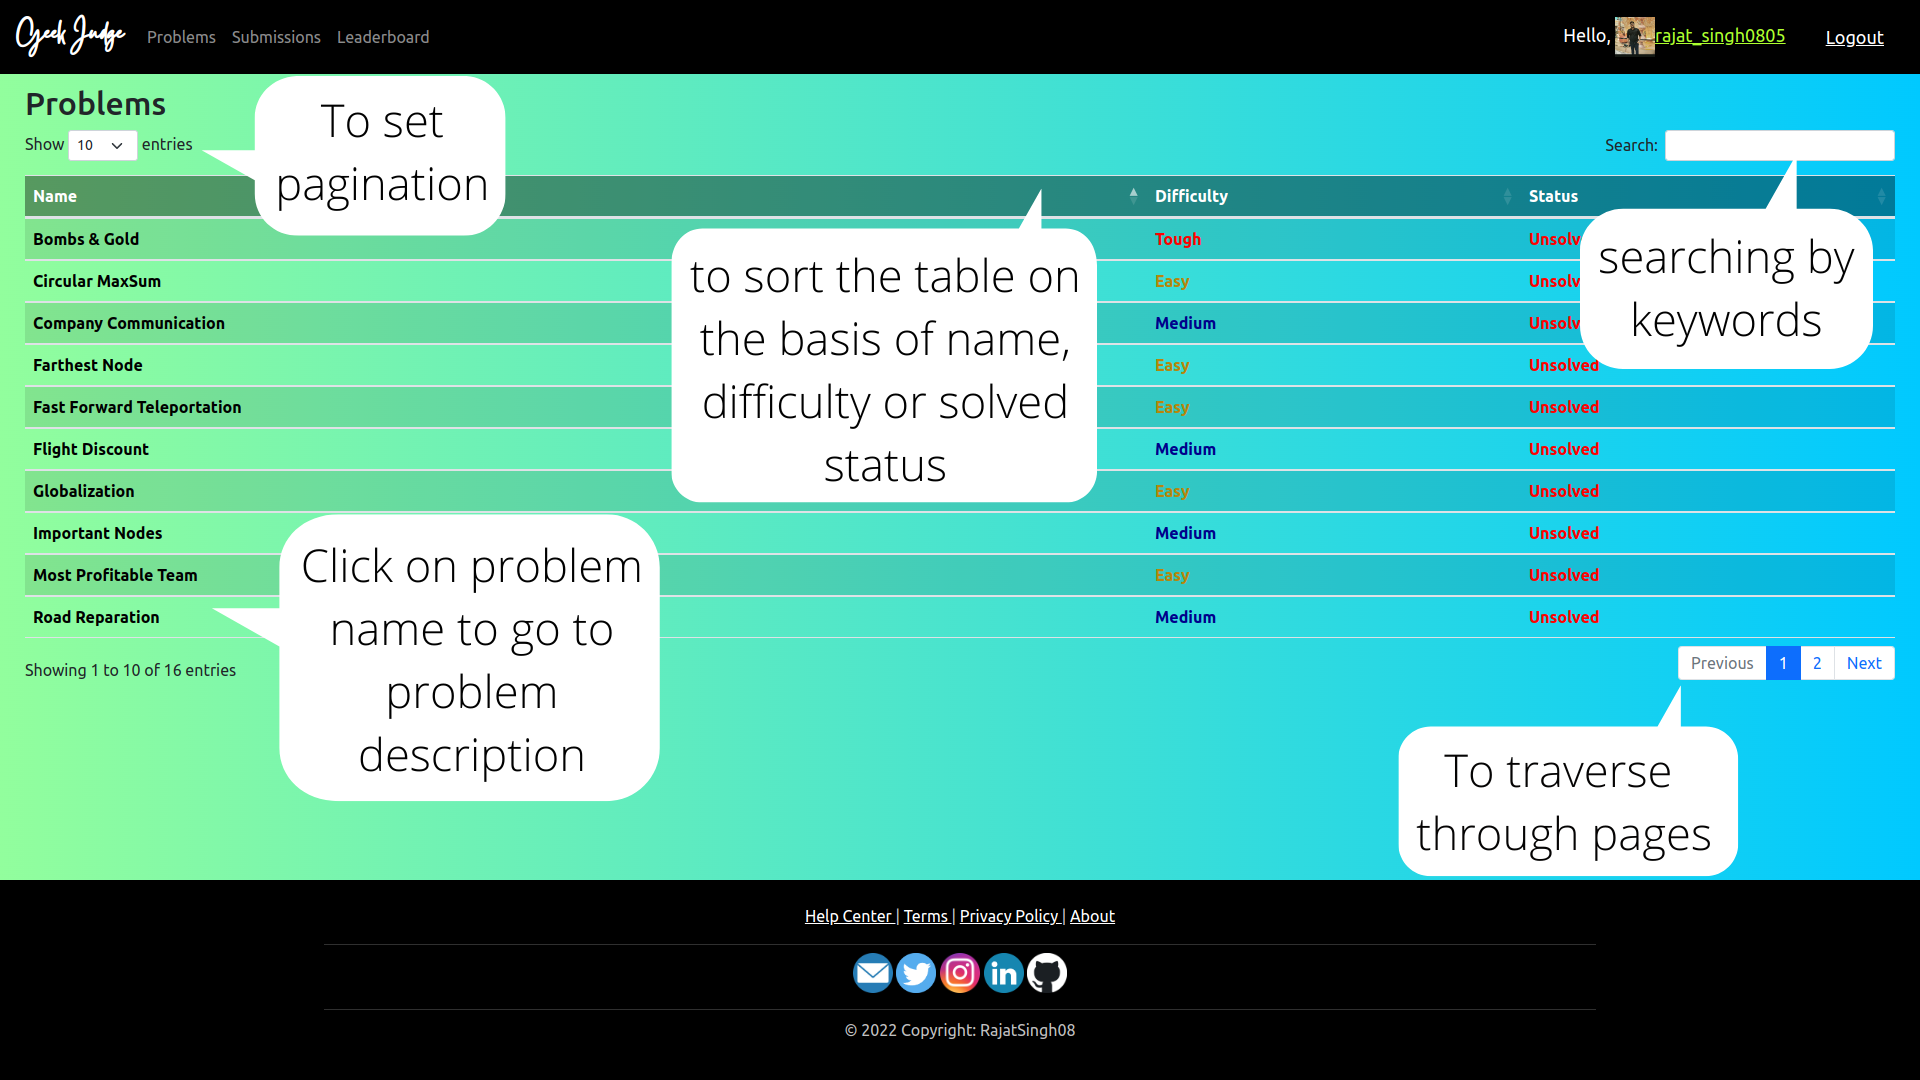 Geek Judge Problems Submissions Leaderboard Hello, rajat_singh0805 Logout
Problems
Show 10 entries
Search:
To set
pagination
Name Difficulty Status
Bombs & Gold Tough Unsolv
Circular MaxSum Easy Unsolv
Company Communication Medium Unsolv
Farthest Node Easy Unsolved
Fast Forward Teleportation Easy Unsolved
Flight Discount Medium Unsolved
Globalization Easy Unsolved
Important Nodes Medium Unsolved
Most Profitable Team Easy Unsolved
Road Reparation Medium Unsolved
to sort the table on
the basis of name,
difficulty or solved
status
searching by
keywords
Click on problem
name to go to
problem
description
Showing 1 to 10 of 16 entries
Previous 1 2 Next
To traverse
through pages
Help Center | Terms | Privacy Policy | About
© 2022 Copyright: RajatSingh08